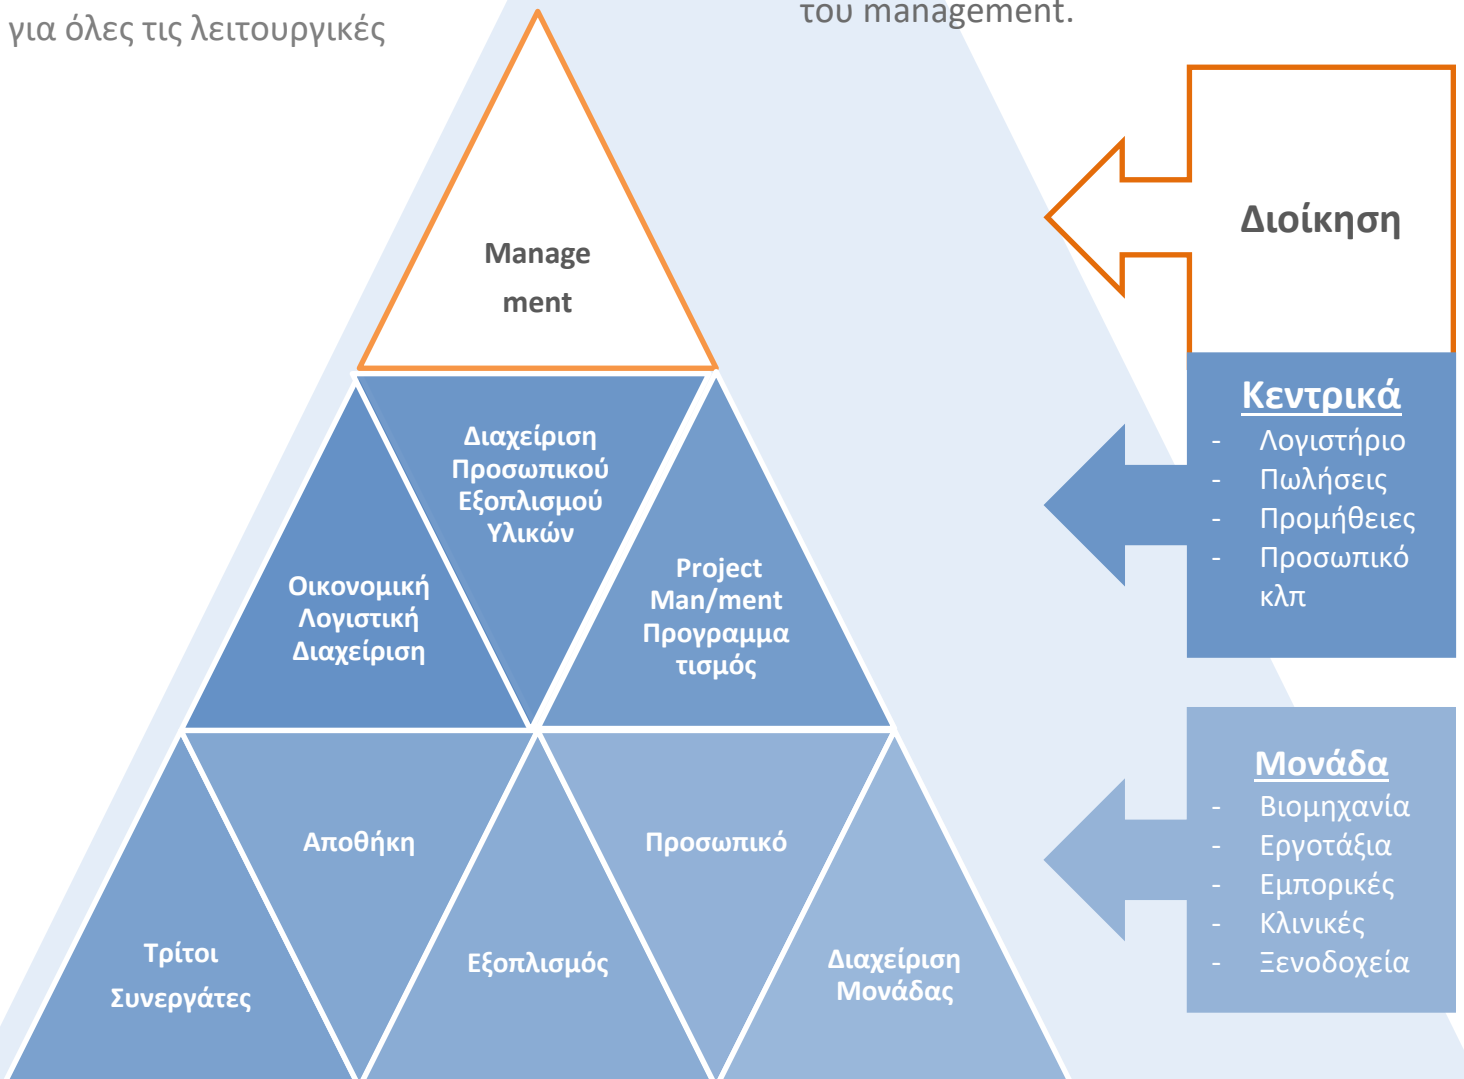 για όλες τις λειτουργικές
του management.
Manage
ment
Διοίκηση
Διαχείριση
Προσωπικού
Εξοπλισμού
Υλικών
Οικονομική
Λογιστική
Διαχείριση
Project
Man/ment
Προγραμμα
τισμός
Κεντρικά
- Λογιστήριο
- Πωλήσεις
- Προμήθειες
- Προσωπικό
κλπ
Αποθήκη
Προσωπικό
Τρίτοι
Συνεργάτες
Εξοπλισμός
Διαχείριση
Μονάδας
Μονάδα
- Βιομηχανία
- Εργοτάξια
- Εμπορικές
- Κλινικές
- Ξενοδοχεία